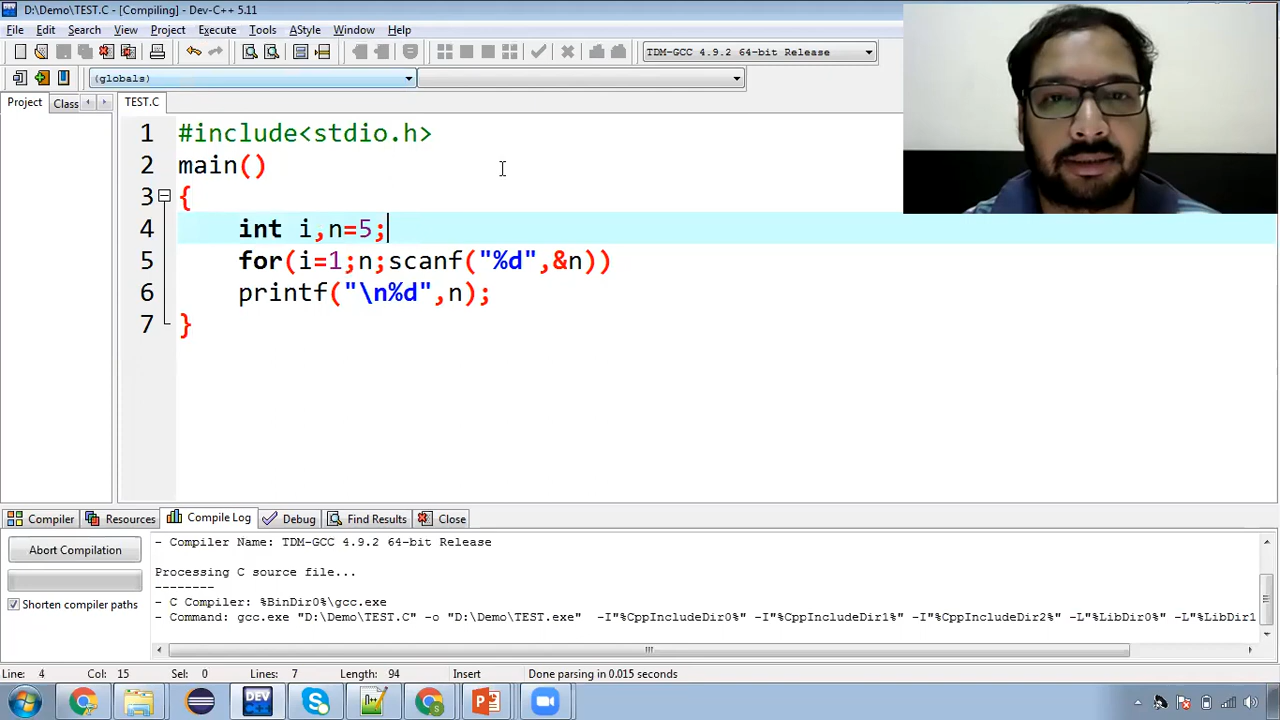 D:\Demo\TEST.C - [Compiling] - Dev-C++ 5.11
File Edit Search View Project Execute Tools AStyle Window Help
TDM-GCC 4.9.2 64-bit Release
(globals)
Project Class TEST.C
1 #include<stdio.h>
2 main()
3 {
4 int i,n=5;
5 for(i=1;n;scanf("%d",&n))
6 printf("\n%d",n);
7 }
Compiler Resources Compile Log Debug Find Results Close
Abort Compilation
Shorten compiler paths
- Compiler Name: TDM-GCC 4.9.2 64-bit Release
Processing C source file...
--------
- C Compiler: %BinDir0%\gcc.exe
- Command: gcc.exe "D:\Demo\TEST.C" -o "D:\Demo\TEST.exe" -I"%CppIncludeDir0%" -I"%CppIncludeDir1%" -I"%CppIncludeDir2%" -L"%LibDir0%" -L"%LibDir1
Line: 4 Col: 15 Sel: 0 Lines: 7 Length: 94 Insert Done parsing in 0.015 seconds
DEV
C++